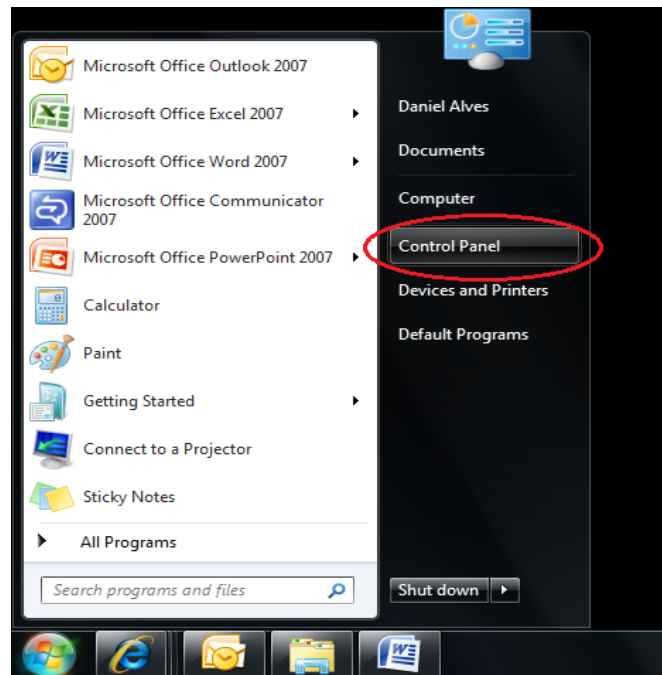 Microsoft Office Outlook 2007
Microsoft Office Excel 2007
Microsoft Office Word 2007
Microsoft Office Communicator
2007
Microsoft Office PowerPoint 2007
Calculator
Paint
Getting Started
Connect to a Projector
Sticky Notes
All Programs
Search programs and files
Daniel Alves
Documents
Computer
Control Panel
Devices and Printers
Default Programs
Shut down